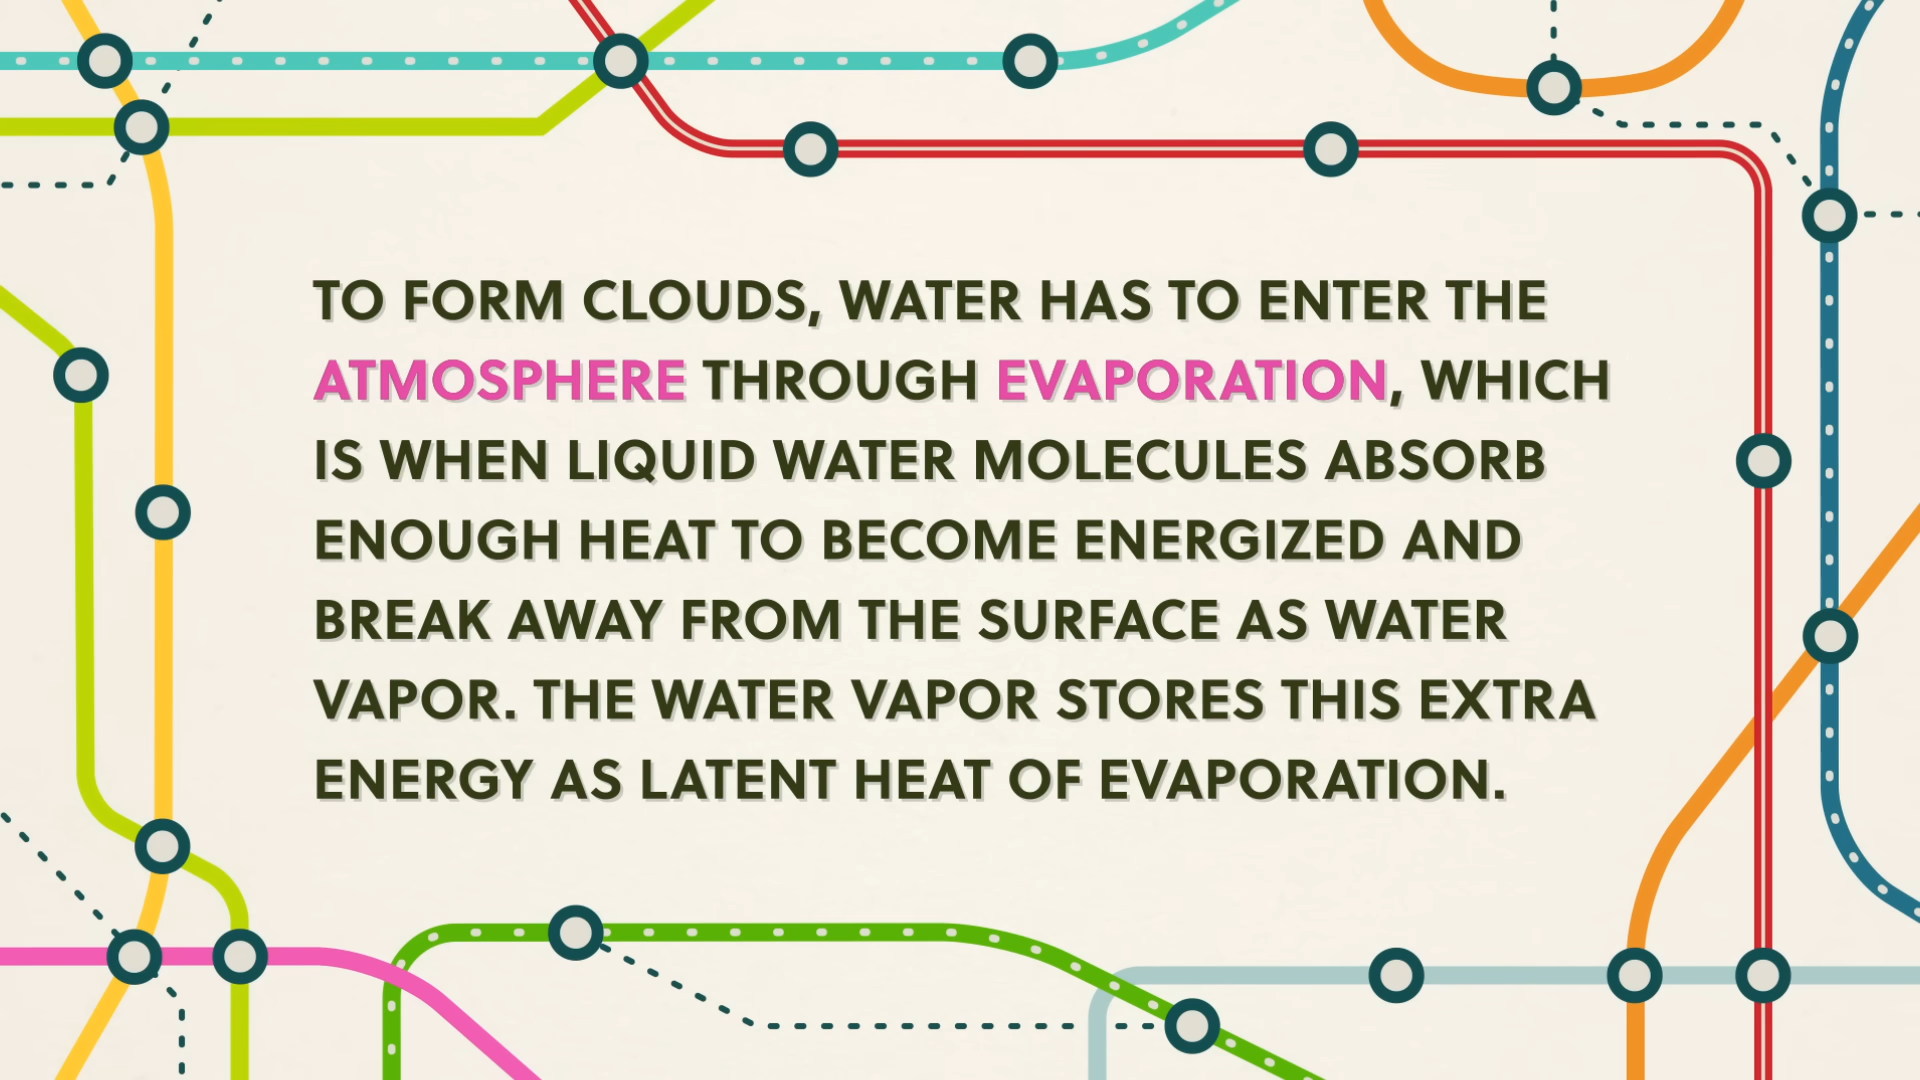 TO FORM CLOUDS, WATER HAS TO ENTER THE
ATMOSPHERE THROUGH EVAPORATION, WHICH
IS WHEN LIQUID WATER MOLECULES ABSORB
ENOUGH HEAT TO BECOME ENERGIZED AND
BREAK AWAY FROM THE SURFACE AS WATER
VAPOR. THE WATER VAPOR STORES THIS EXTRA
ENERGY AS LATENT HEAT OF EVAPORATION.